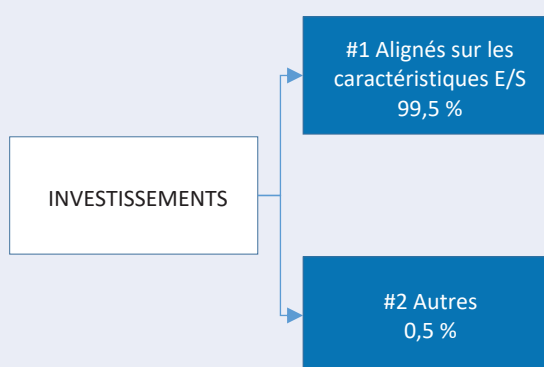 #1 Alignés sur les
caractéristiques E/S
99,5 %
INVESTISSEMENTS
#2 Autres
0,5 %